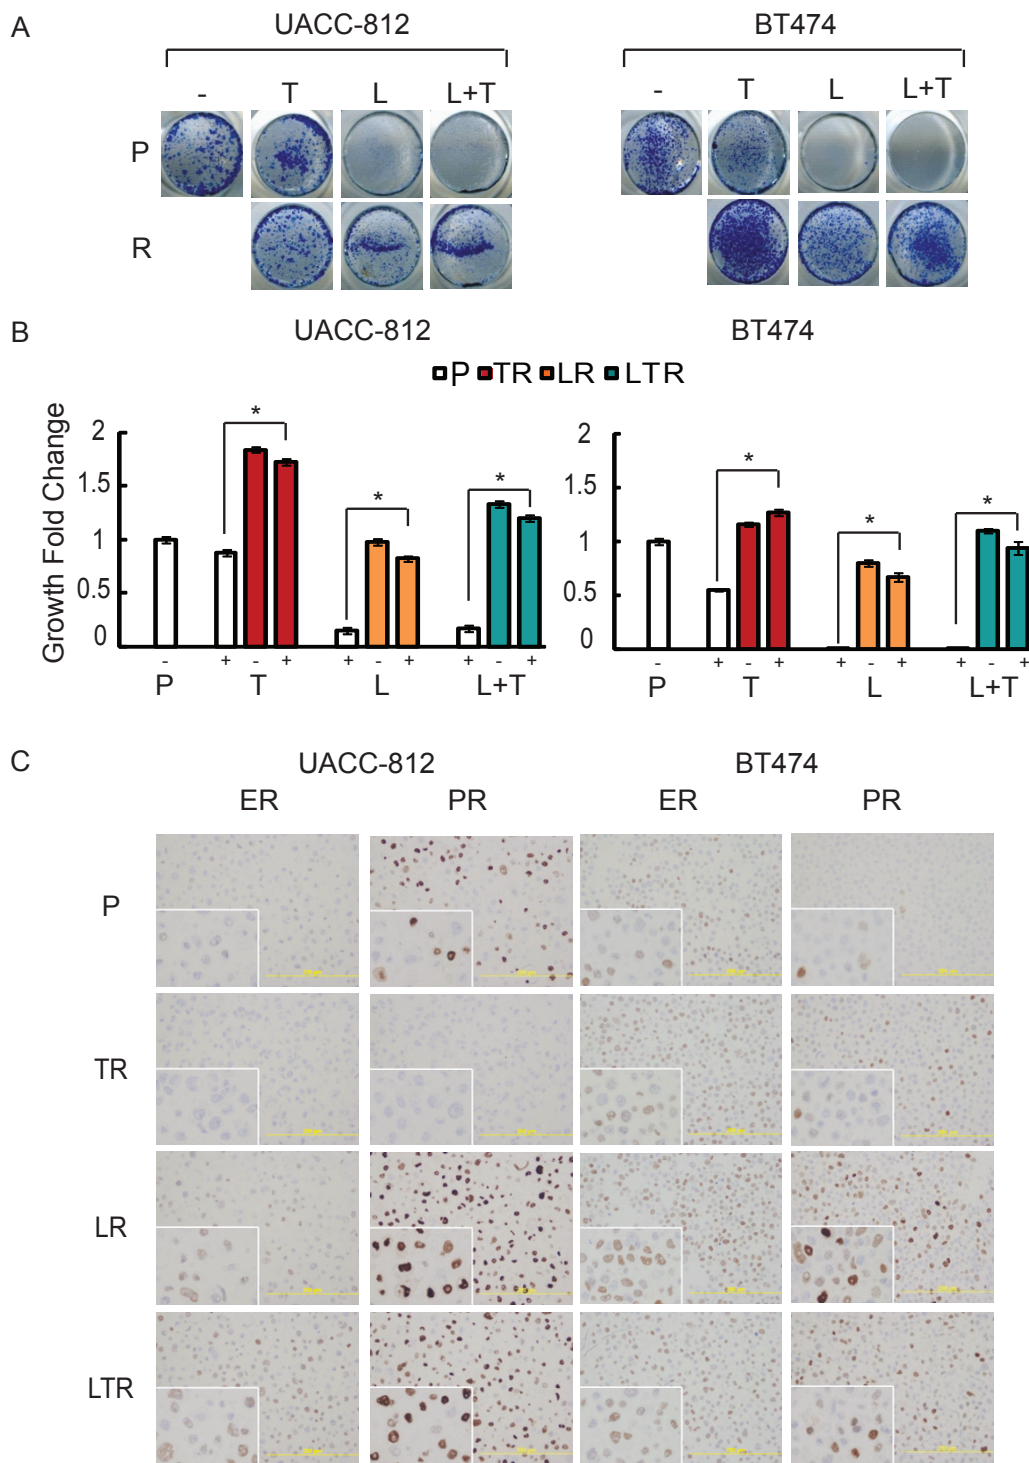 A
UACC-812
BT474
- T L L+T
- T L L+T
P
R
B
UACC-812
BT474
P TR LR LTR
Growth Fold Change
2
1.5
1
0.5
0
2
1.5
1
0.5
0
* * *
* * *
- + - + + - + + - +
P T L L+T
- + - + + - + + - +
P T L L+T
C
UACC-812
BT474
ER PR ER PR
P
TR
LR
LTR